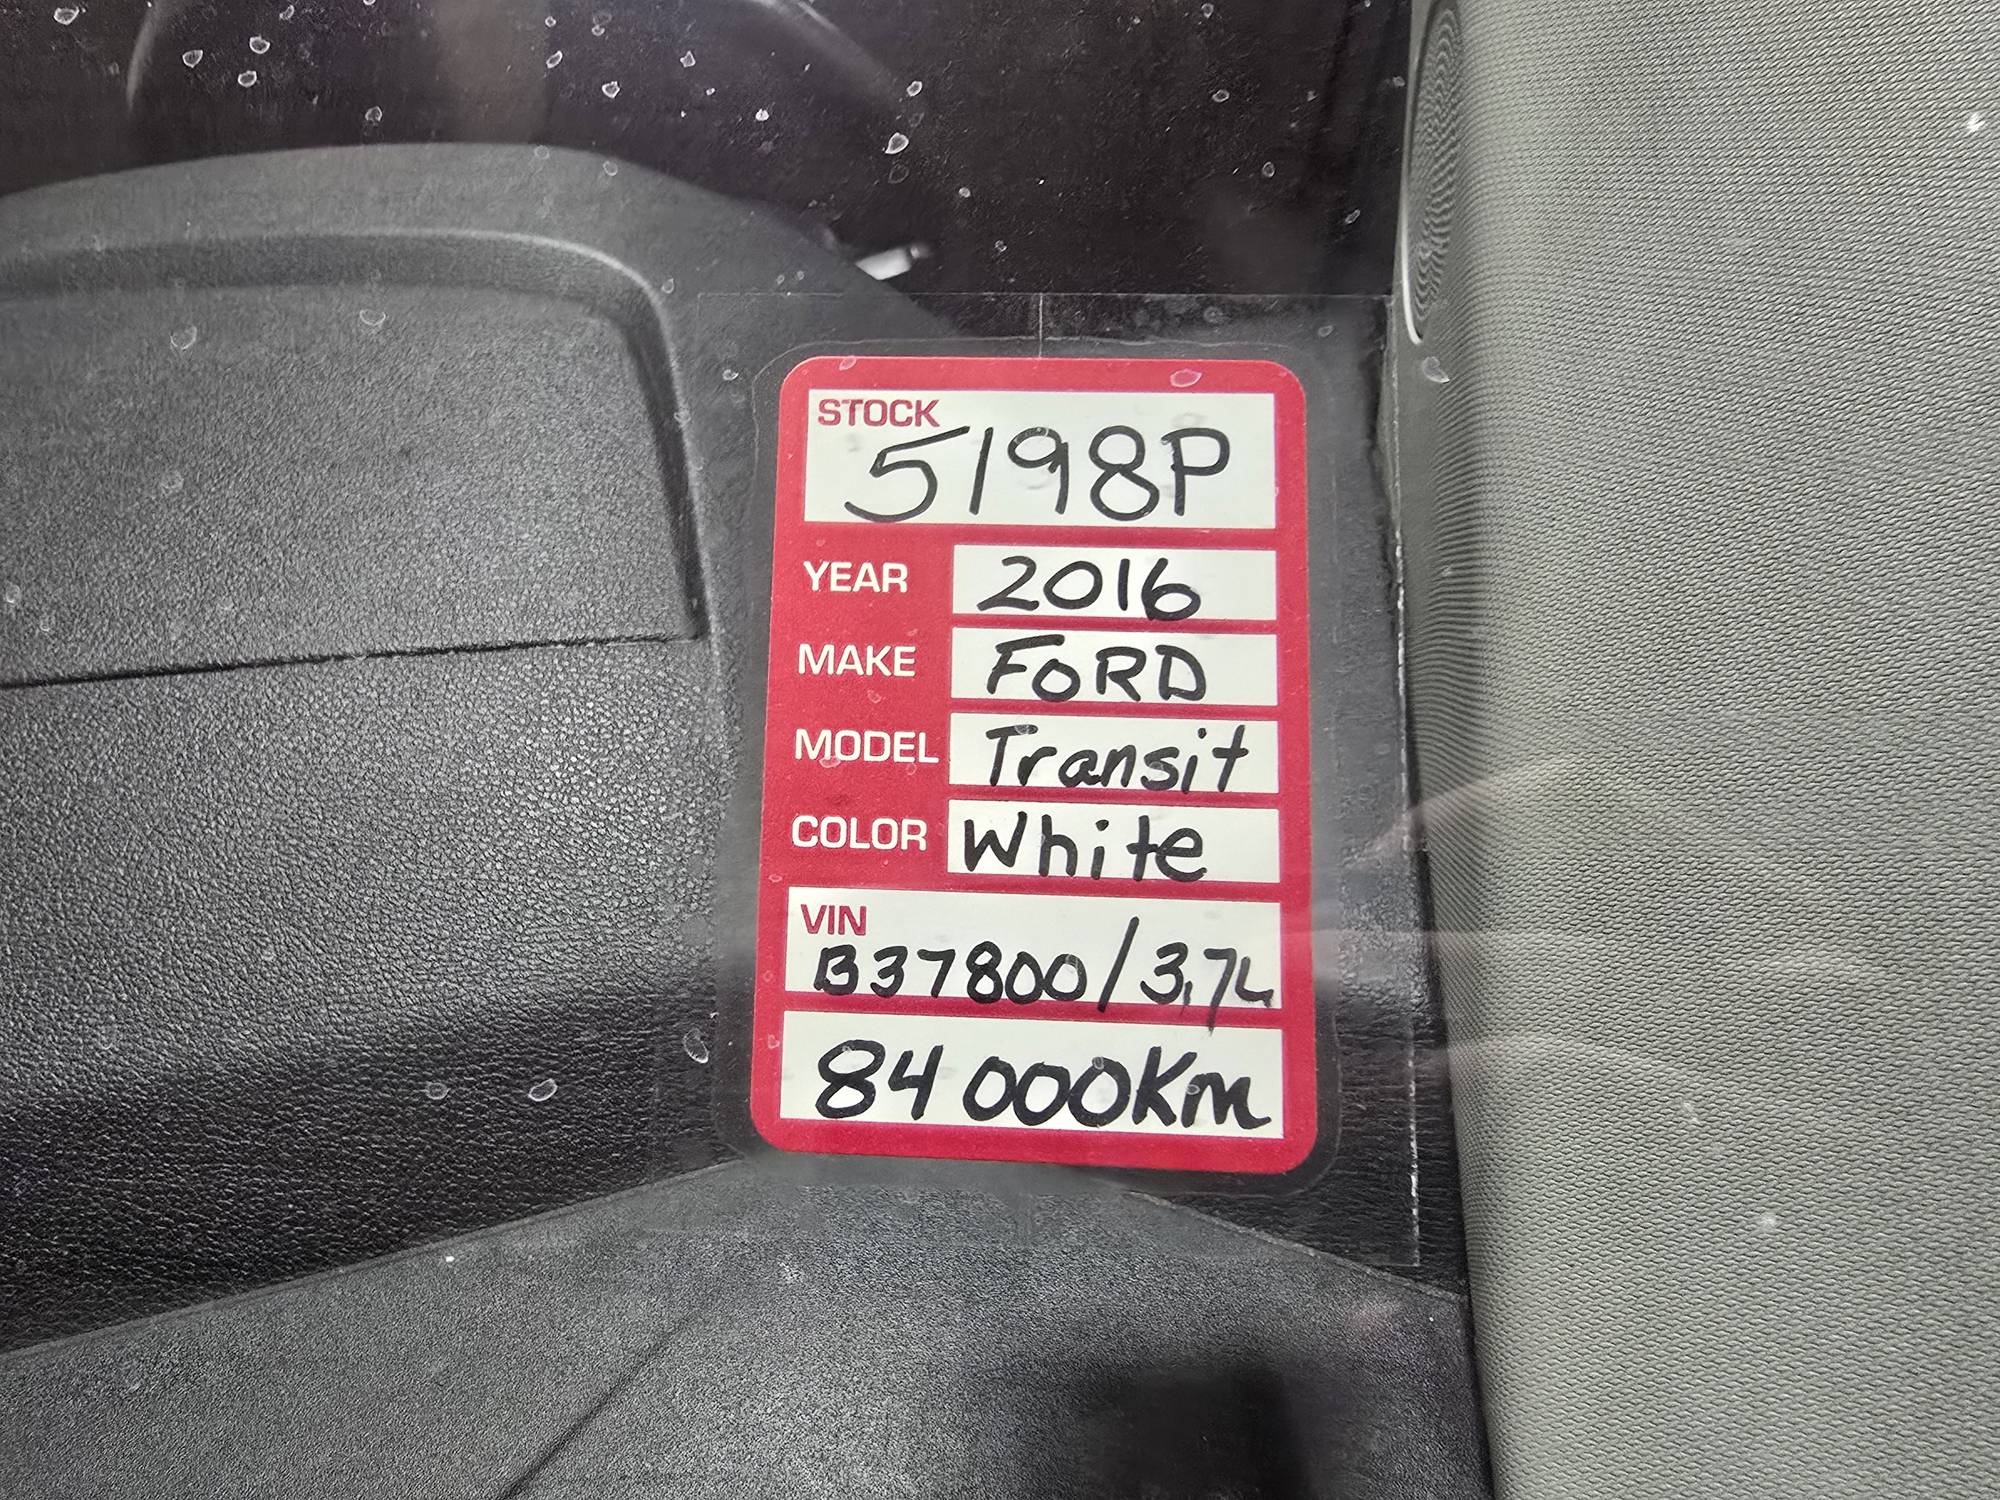 STOCK
5198P
YEAR 2016
MAKE FORD
MODEL Transit
COLOR White
VIN
B37800/3.7L
84 000Km